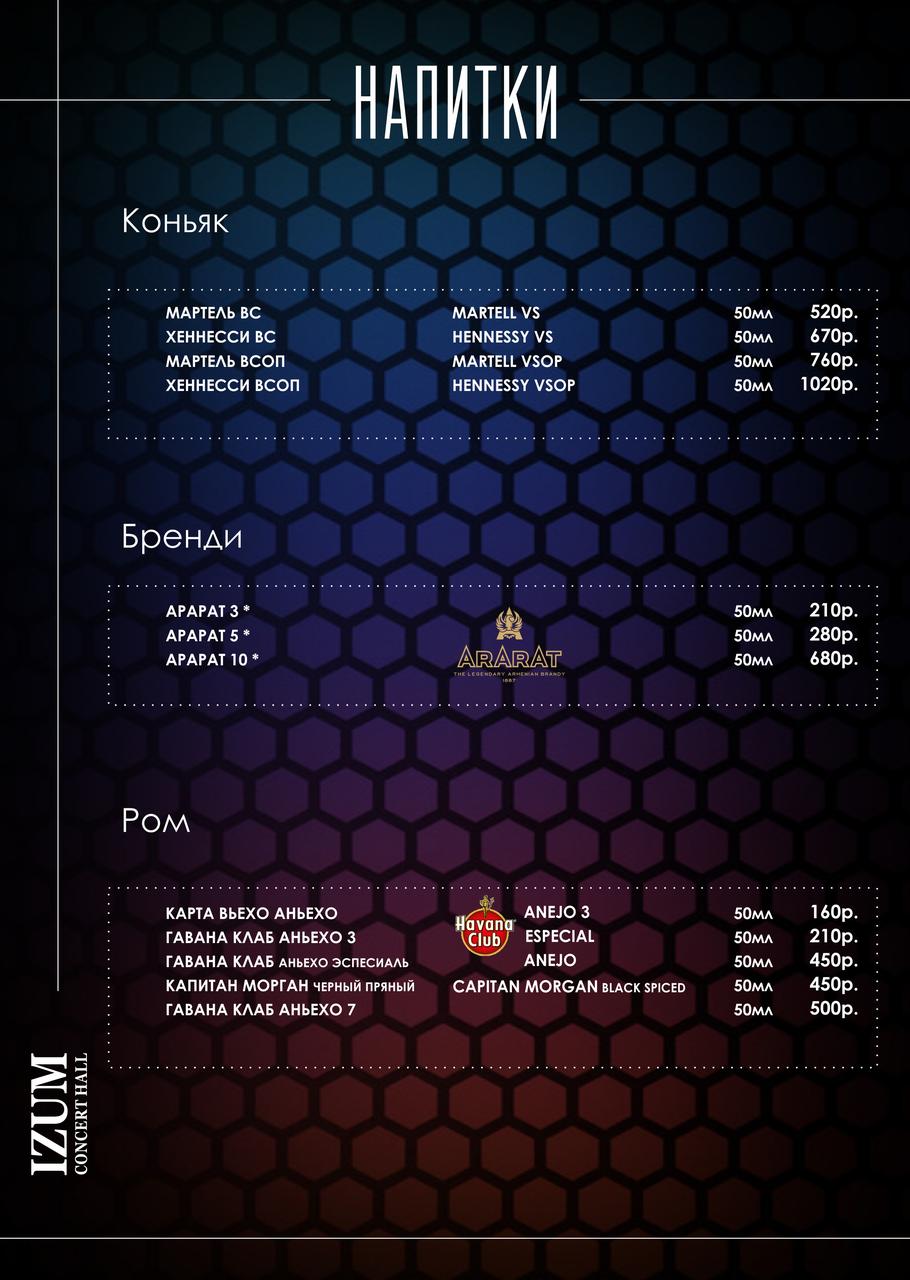 НАПИТКИ
Коньяк
МАРТЕЛЬ ВС MARTELL VS 50мл 520р.
ХЕННЕССИ ВС HENNESSY VS 50мл 670р.
МАРТЕЛЬ ВСОП MARTELL VSOP 50мл 760р.
ХЕННЕССИ ВСОП HENNESSY VSOP 50мл 1020р.
Бренди
АРАРАТ 3 * 50мл 210р.
АРАРАТ 5 * 50мл 280р.
АРАРАТ 10 * 50мл 680р.
ARARAT
THE LEGENDARY ARMENIAN BRANDY
1887
Ром
КАРТА ВЬЕХО АНЬЕХО ANEJO 3 50мл 160р.
ГАВАНА КЛАБ АНЬЕХО 3 ESPECIAL 50мл 210р.
ГАВАНА КЛАБ АНЬЕХО ЭСПЕСИАЛЬ ANEJO 50мл 450р.
КАПИТАН МОРГАН ЧЕРНЫЙ ПРЯНЫЙ CAPITAN MORGAN BLACK SPICED 50мл 450р.
ГАВАНА КЛАБ АНЬЕХО 7 50мл 500р.
Havana
Club
IZUM
CONCERT HALL